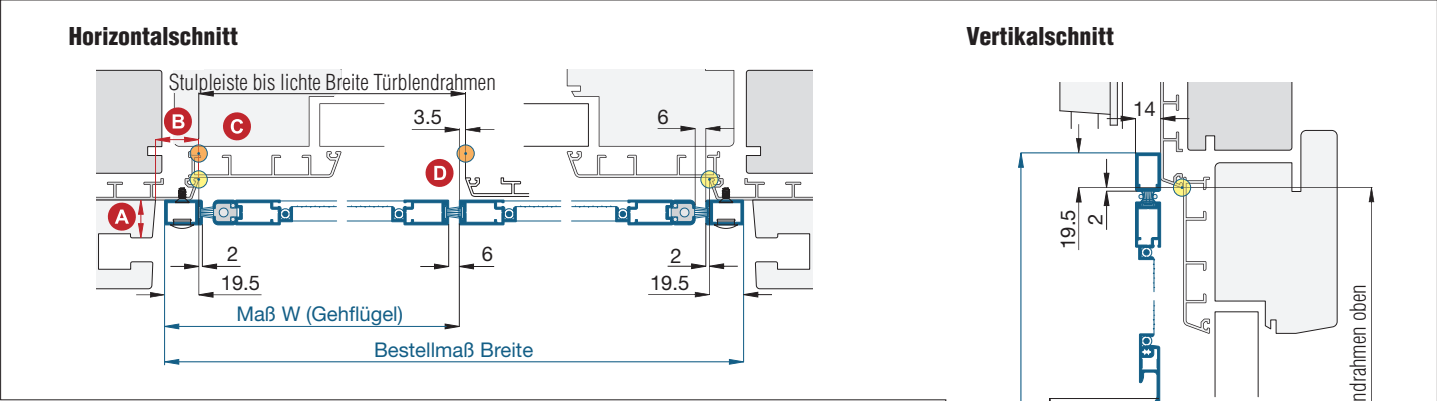 Horizontalschnitt
Vertikalschnitt
Stulpleiste bis lichte Breite Türblendrahmen
B
C
3.5
6
14
D
A
19.5
2
2
6
2
19.5
19.5
Maß W (Gehflügel)
Bestellmaß Breite
ndrahmen oben